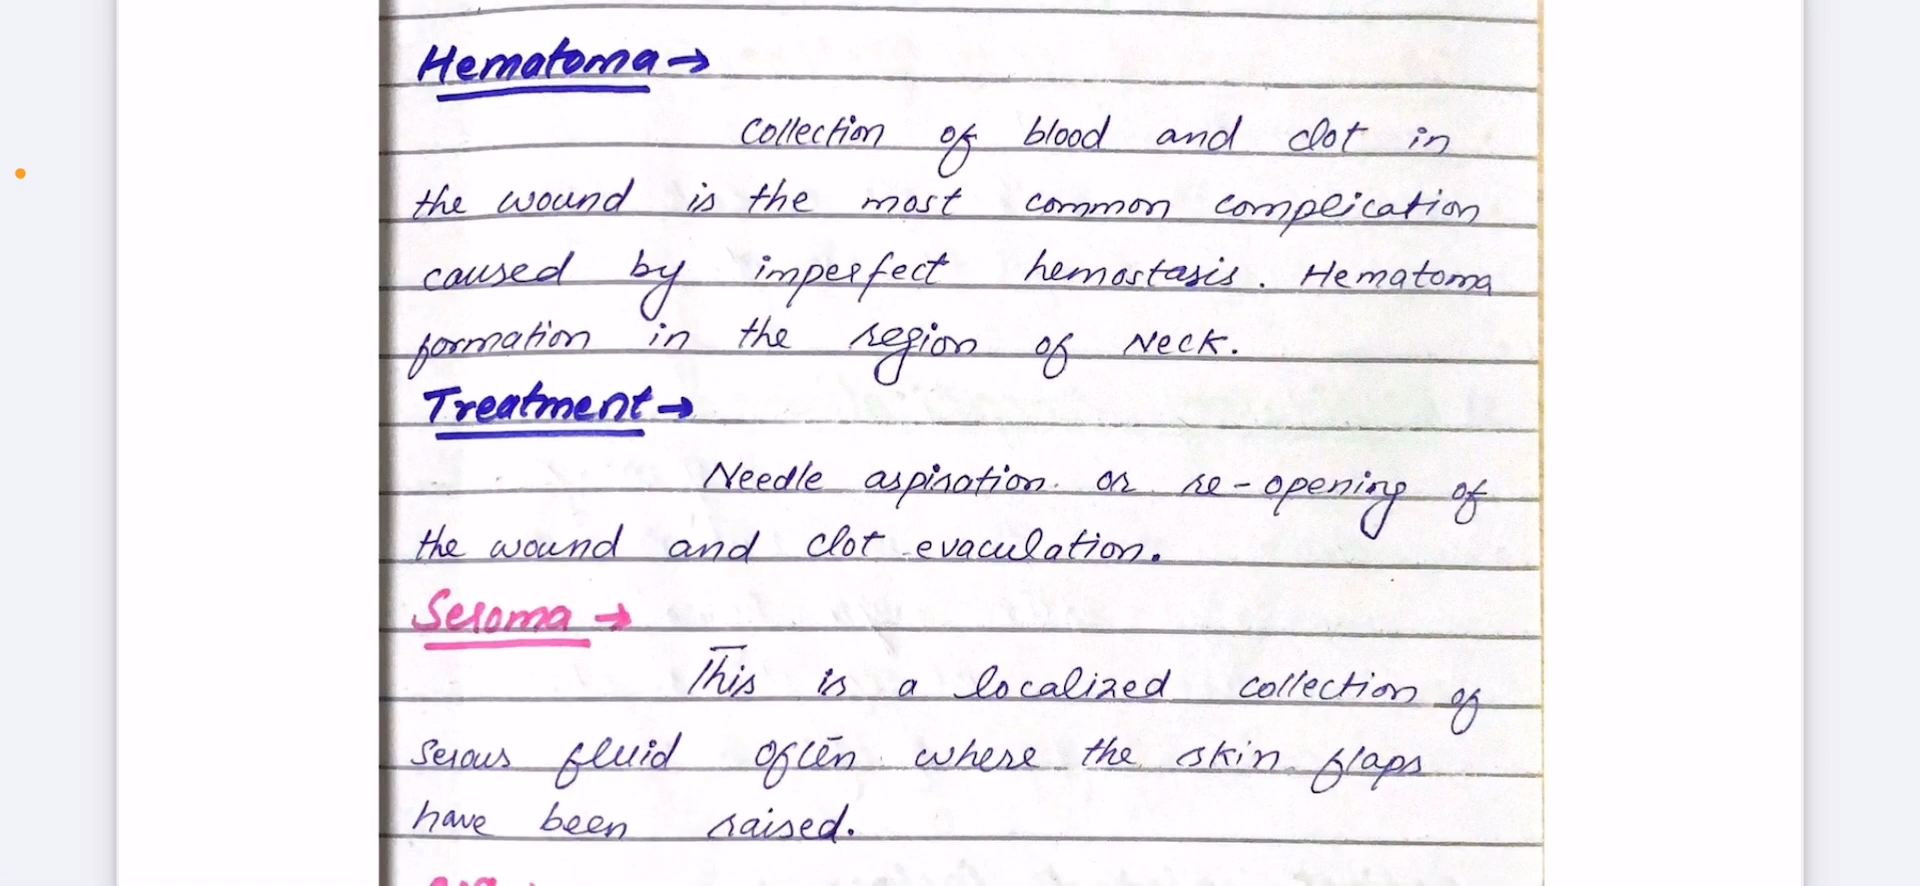 Hematoma →
Collection of blood and clot in
the wound is the most common complication
caused by imperfect hemostasis. Hematoma
formation in the region of Neck.
Treatment →
Needle aspiration or re-opening of
the wound and clot evaculation.
Seroma →
This is a localized collection of
serous fluid often where the skin flaps
have been raised.